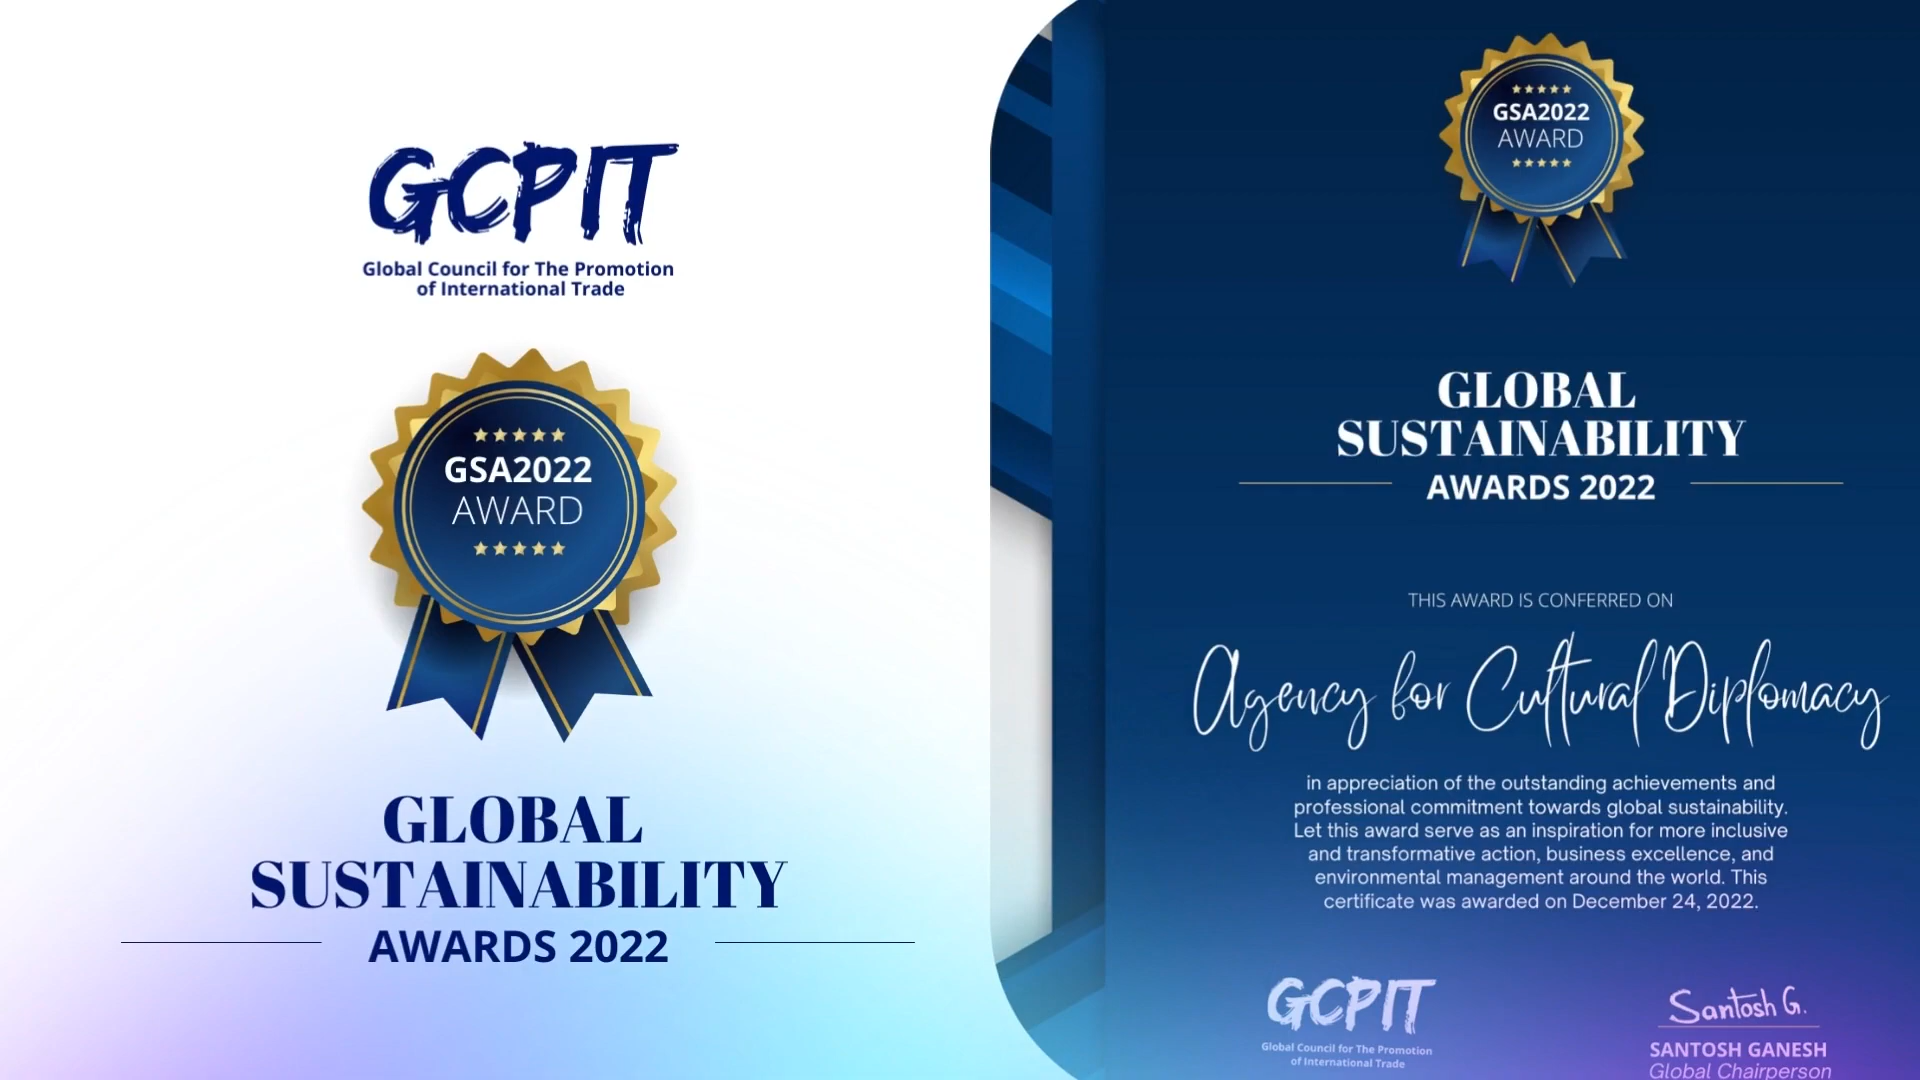 GCPIT
Global Council for The Promotion
of International Trade
GSA2022
AWARD
GLOBAL
SUSTAINABILITY
AWARDS 2022
GSA2022
AWARD
GLOBAL
SUSTAINABILITY
AWARDS 2022
THIS AWARD IS CONFERRED ON
Agency for Cultural Diplomacy
in appreciation of the outstanding achievements and
professional commitment towards global sustainability.
Let this award serve as an inspiration for more inclusive
and transformative action, business excellence, and
environmental management around the world. This
certificate was awarded on December 24, 2022.
GCPIT
Global Council for The Promotion
of International Trade
Santosh G.
SANTOSH GANESH
Global Chairperson